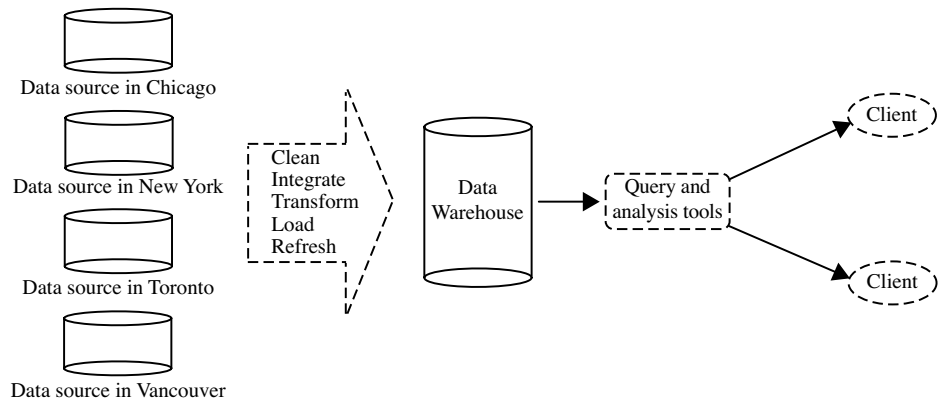 Data source in Chicago
Data source in New York
Data source in Toronto
Data source in Vancouver
Clean
Integrate
Transform
Load
Refresh
Data
Warehouse
Query and
analysis tools
Client
Client